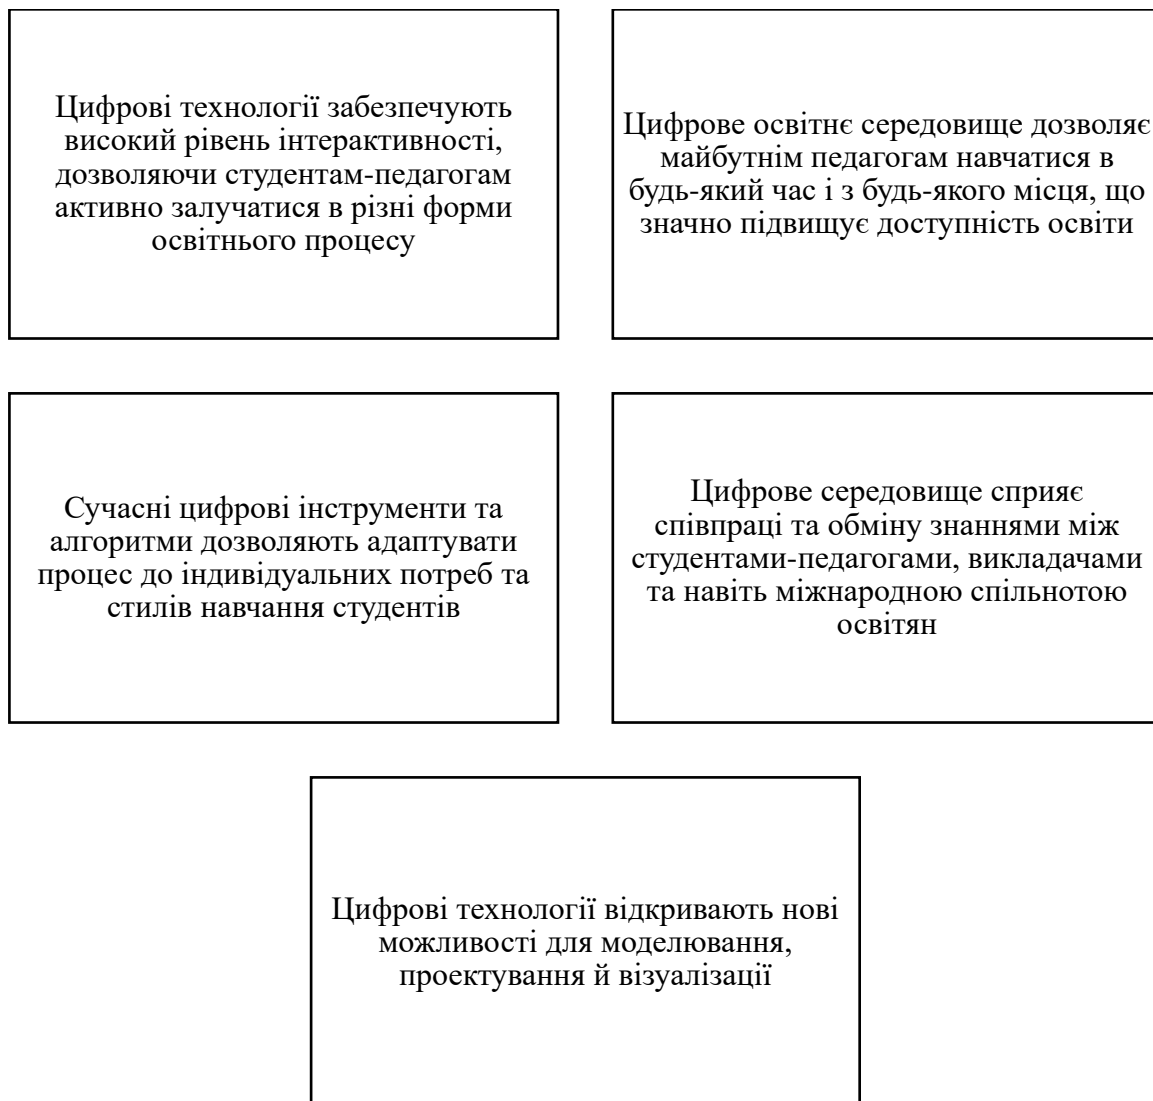 Цифрові технології забезпечують
високий рівень інтерактивності,
дозволяючи студентам-педагогам
активно залучатися в різні форми
освітнього процесу
Цифрове освітнє середовище дозволяє
майбутнім педагогам навчатися в
будь-який час і з будь-якого місця, що
значно підвищує доступність освіти
Сучасні цифрові інструменти та
алгоритми дозволяють адаптувати
процес до індивідуальних потреб та
стилів навчання студентів
Цифрове середовище сприяє
співпраці та обміну знаннями між
студентами-педагогами, викладачами
та навіть міжнародною спільнотою
освітян
Цифрові технології відкривають нові
можливості для моделювання,
проектування й візуалізації